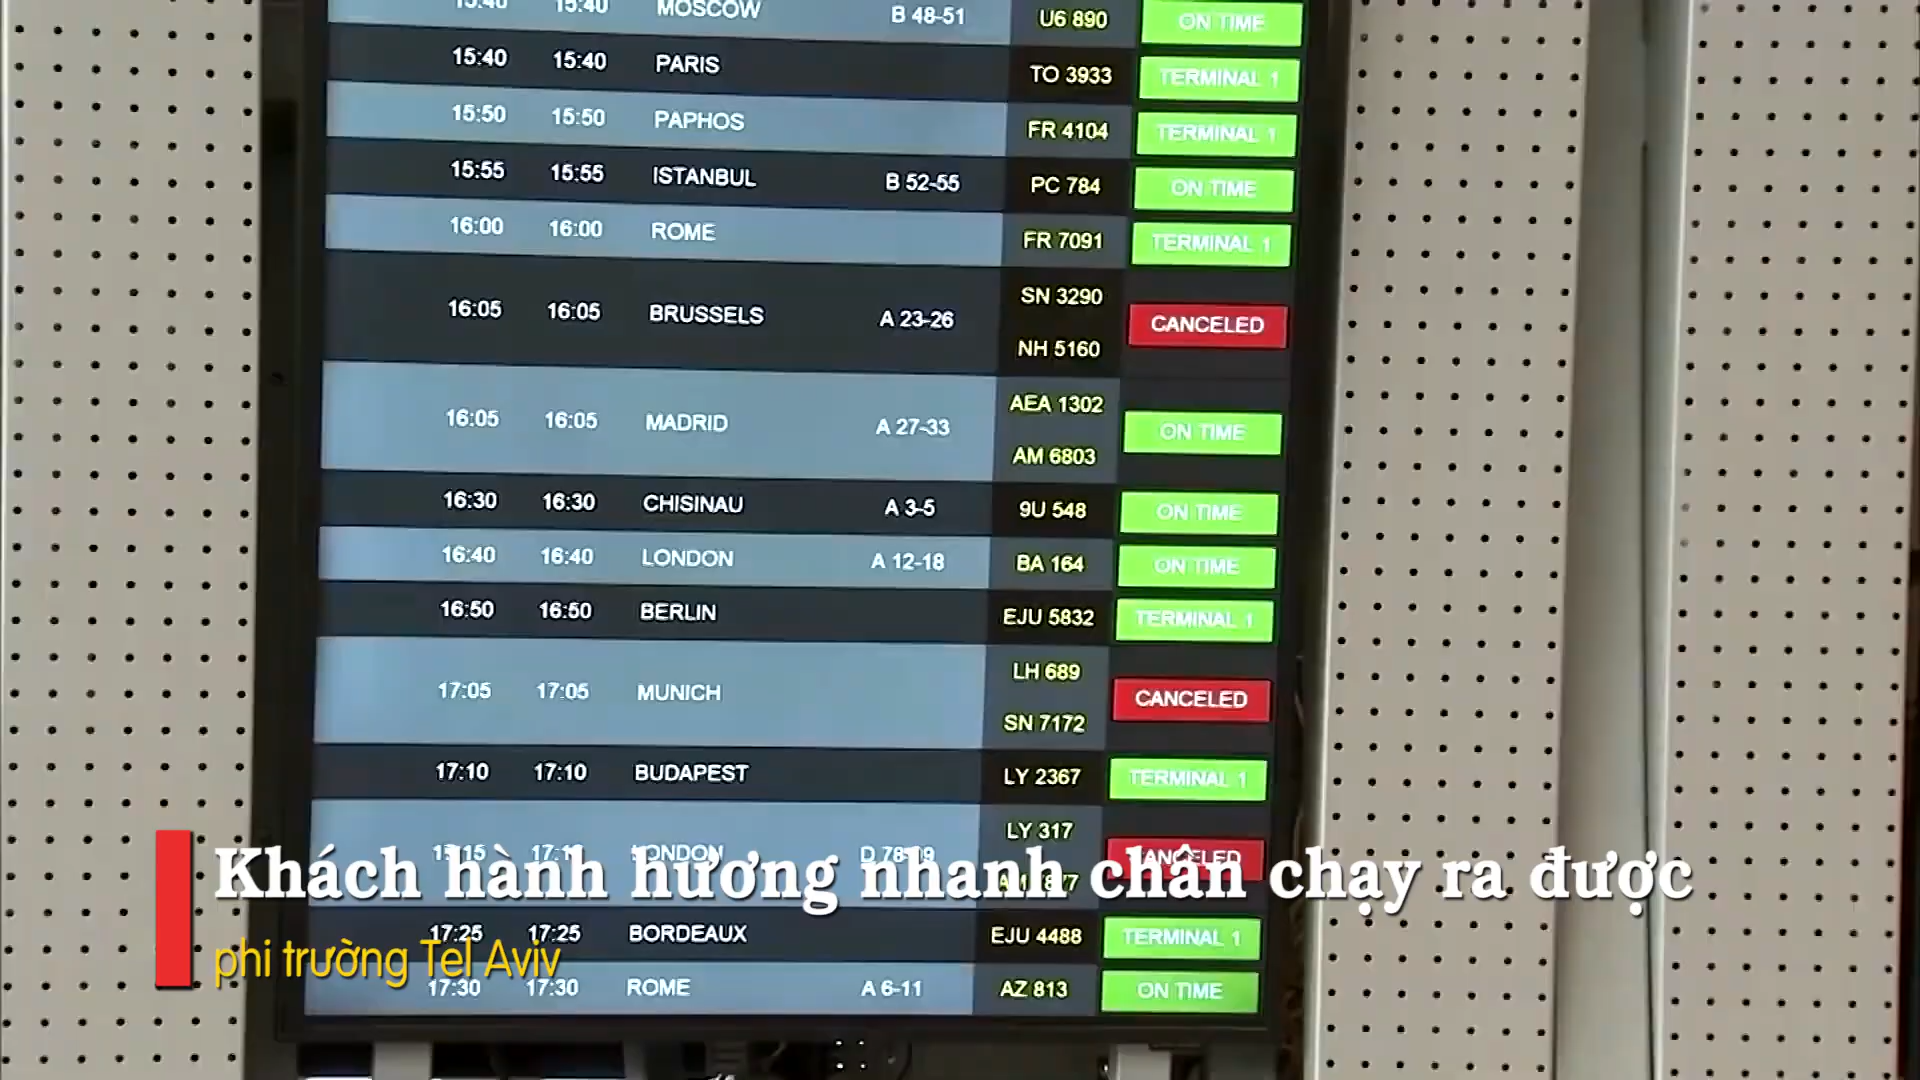 15:40 15:40 MOSCOW B 48-51 U6 890 ON TIME
15:40 15:40 PARIS TO 3933 TERMINAL 1
15:50 15:50 PAPHOS FR 4104 TERMINAL 1
15:55 15:55 ISTANBUL B 52-55 PC 784 ON TIME
16:00 16:00 ROME FR 7091 TERMINAL 1
16:05 16:05 BRUSSELS A 23-26 SN 3290 CANCELED
NH 5160
16:05 16:05 MADRID A 27-33 AEA 1302 ON TIME
AM 6803
16:30 16:30 CHISINAU A 3-5 9U 548 ON TIME
16:40 16:40 LONDON A 12-18 BA 164 ON TIME
16:50 16:50 BERLIN EJU 5832 TERMINAL 1
17:05 17:05 MUNICH LH 689 CANCELED
SN 7172
17:10 17:10 BUDAPEST LY 2367 TERMINAL 1
17:15 LONDON LY 317 CANCELED
Khách hành hương nhanh chân chạy ra được
17:25 17:25 BORDEAUX EJU 4488 TERMINAL 1
phi trường Tel Aviv
17:30 17:30 ROME A 6-11 AZ 813 ON TIME